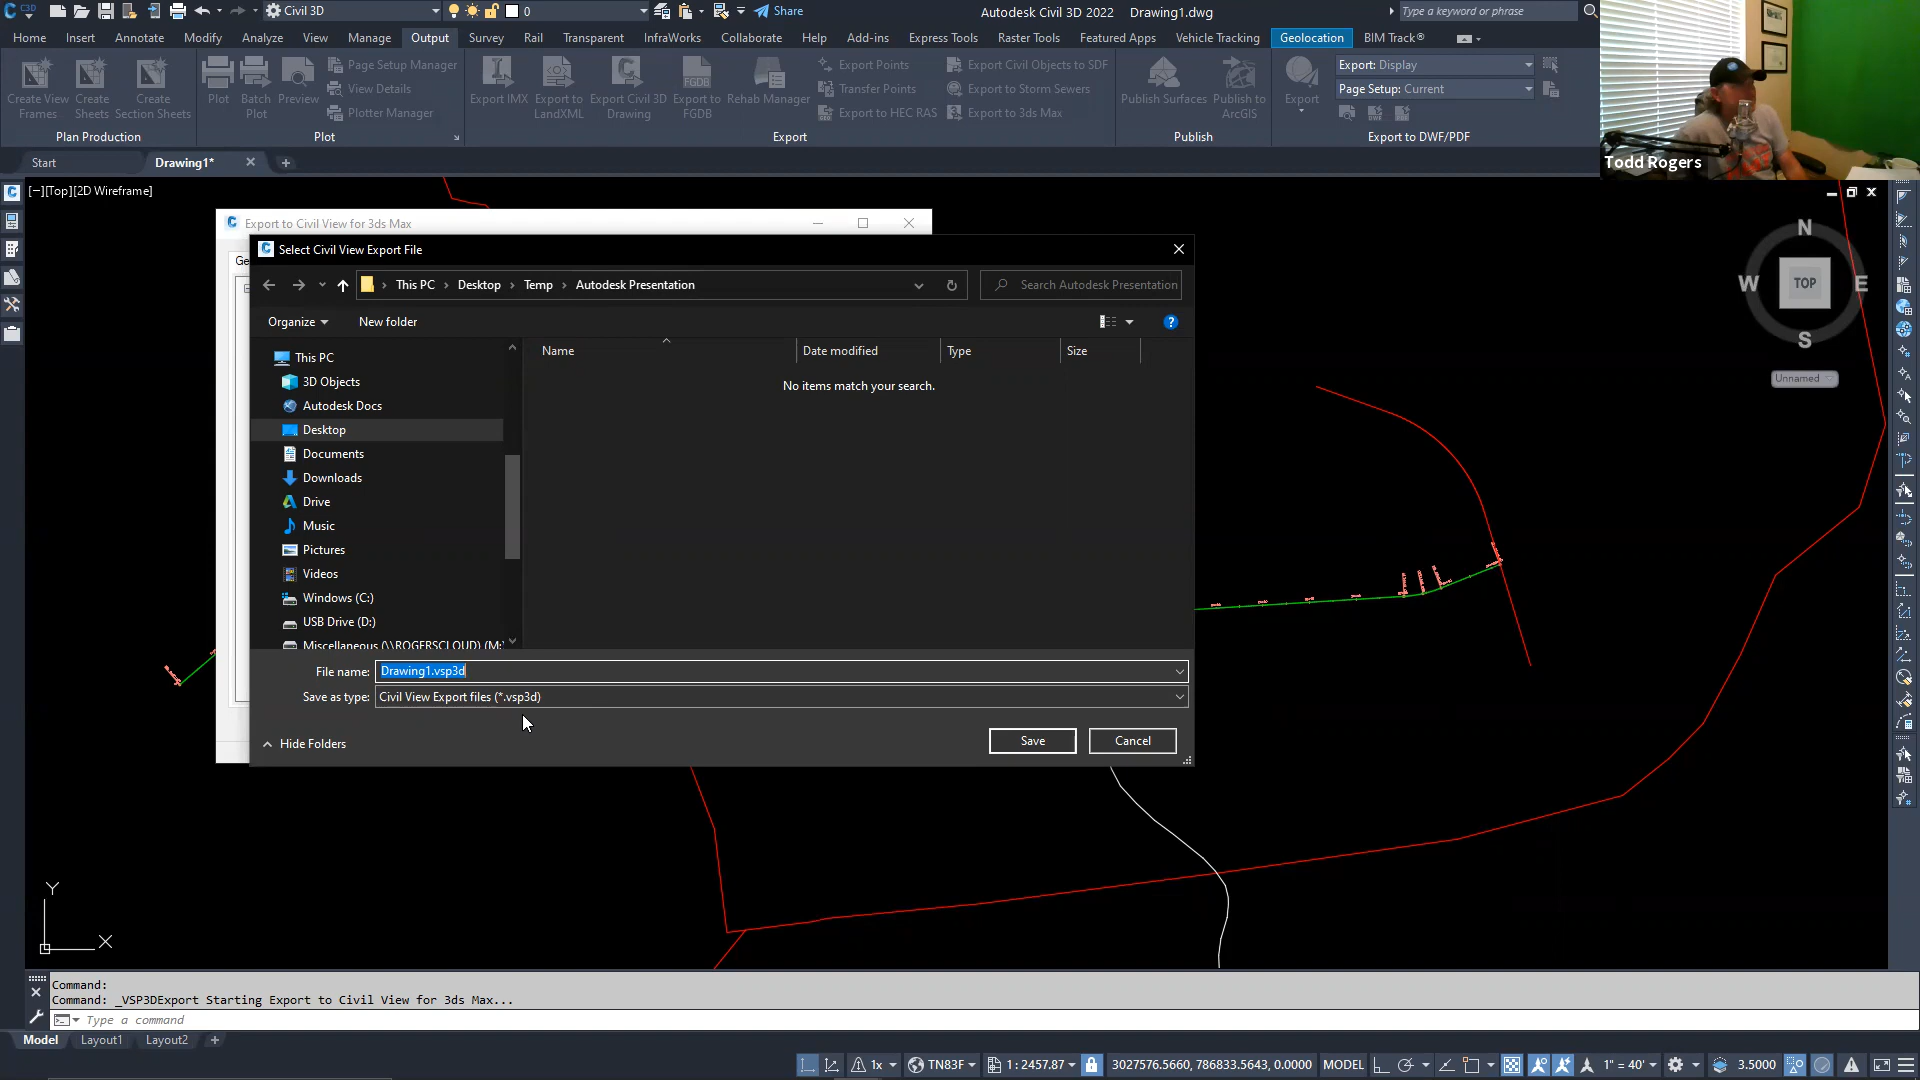 Civil 3D
0
Share
Autodesk Civil 3D 2022 Drawing1.dwg
Type a keyword or phrase
Home Insert Annotate Modify Analyze View Manage Output Survey Rail Transparent InfraWorks Collaborate Help Add-ins Express Tools Raster Tools Featured Apps Vehicle Tracking Geolocation BIM Track®
Create View Frames
Create Sheets
Create Section Sheets
Plan Production
Plot
Batch Plot
Preview
Page Setup Manager
View Details
Plotter Manager
Plot
Export IMX
Export to LandXML
Export Civil 3D Drawing
Export to FGDB
Rehab Manager
Export Points
Transfer Points
Export to HEC RAS
Export Civil Objects to SDF
Export to Storm Sewers
Export to 3ds Max
Export
Publish Surfaces
Publish to ArcGIS
Publish
Export
Export: Display
Page Setup: Current
Export to DWF/PDF
Todd Rogers
Start
Drawing1*
[−][Top][2D Wireframe]
N
W
TOP
E
S
Unnamed
Export to Civil View for 3ds Max
Ge
Select Civil View Export File
This PC
Desktop
Temp
Autodesk Presentation
Search Autodesk Presentation
Organize
New folder
Name
Date modified
Type
Size
No items match your search.
This PC
3D Objects
Autodesk Docs
Desktop
Documents
Downloads
Drive
Music
Pictures
Videos
Windows (C:)
USB Drive (D:)
Miscellaneous (\\ROGERSCLOUD) (M:
File name: Drawing1.vsp3d
Save as type: Civil View Export files (*.vsp3d)
Hide Folders
Save
Cancel
Y
X
Command:
Command: _VSP3DExport Starting Export to Civil View for 3ds Max...
Type a command
Model Layout1 Layout2
1x
TN83F
1 : 2457.87
3027576.5660, 786833.5643, 0.0000
MODEL
1" = 40'
3.5000